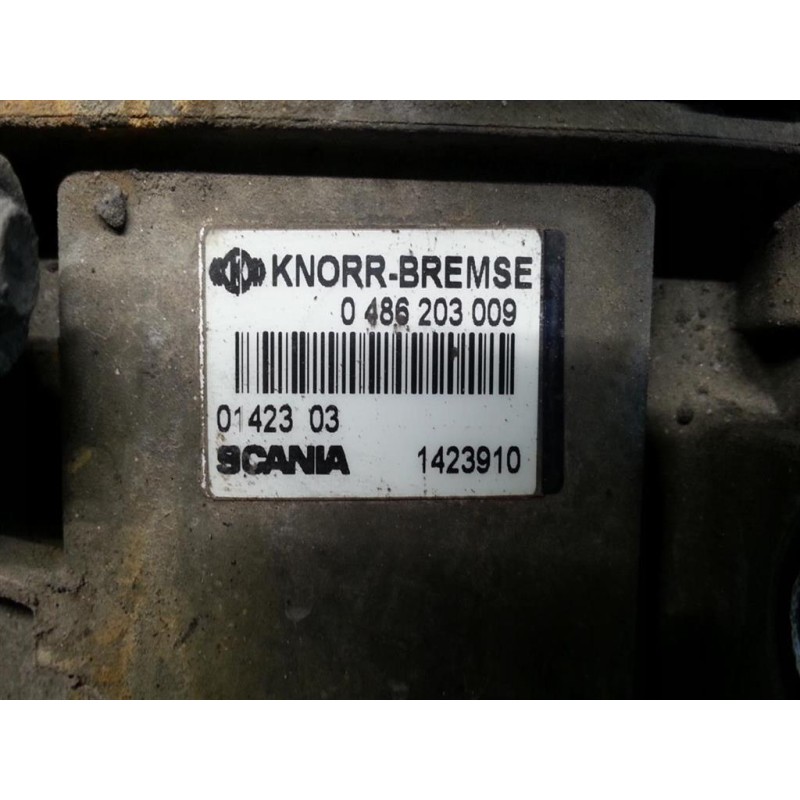 KNORR-BREMSE
0 486 203 009
01423 03
SCANIA 1423910